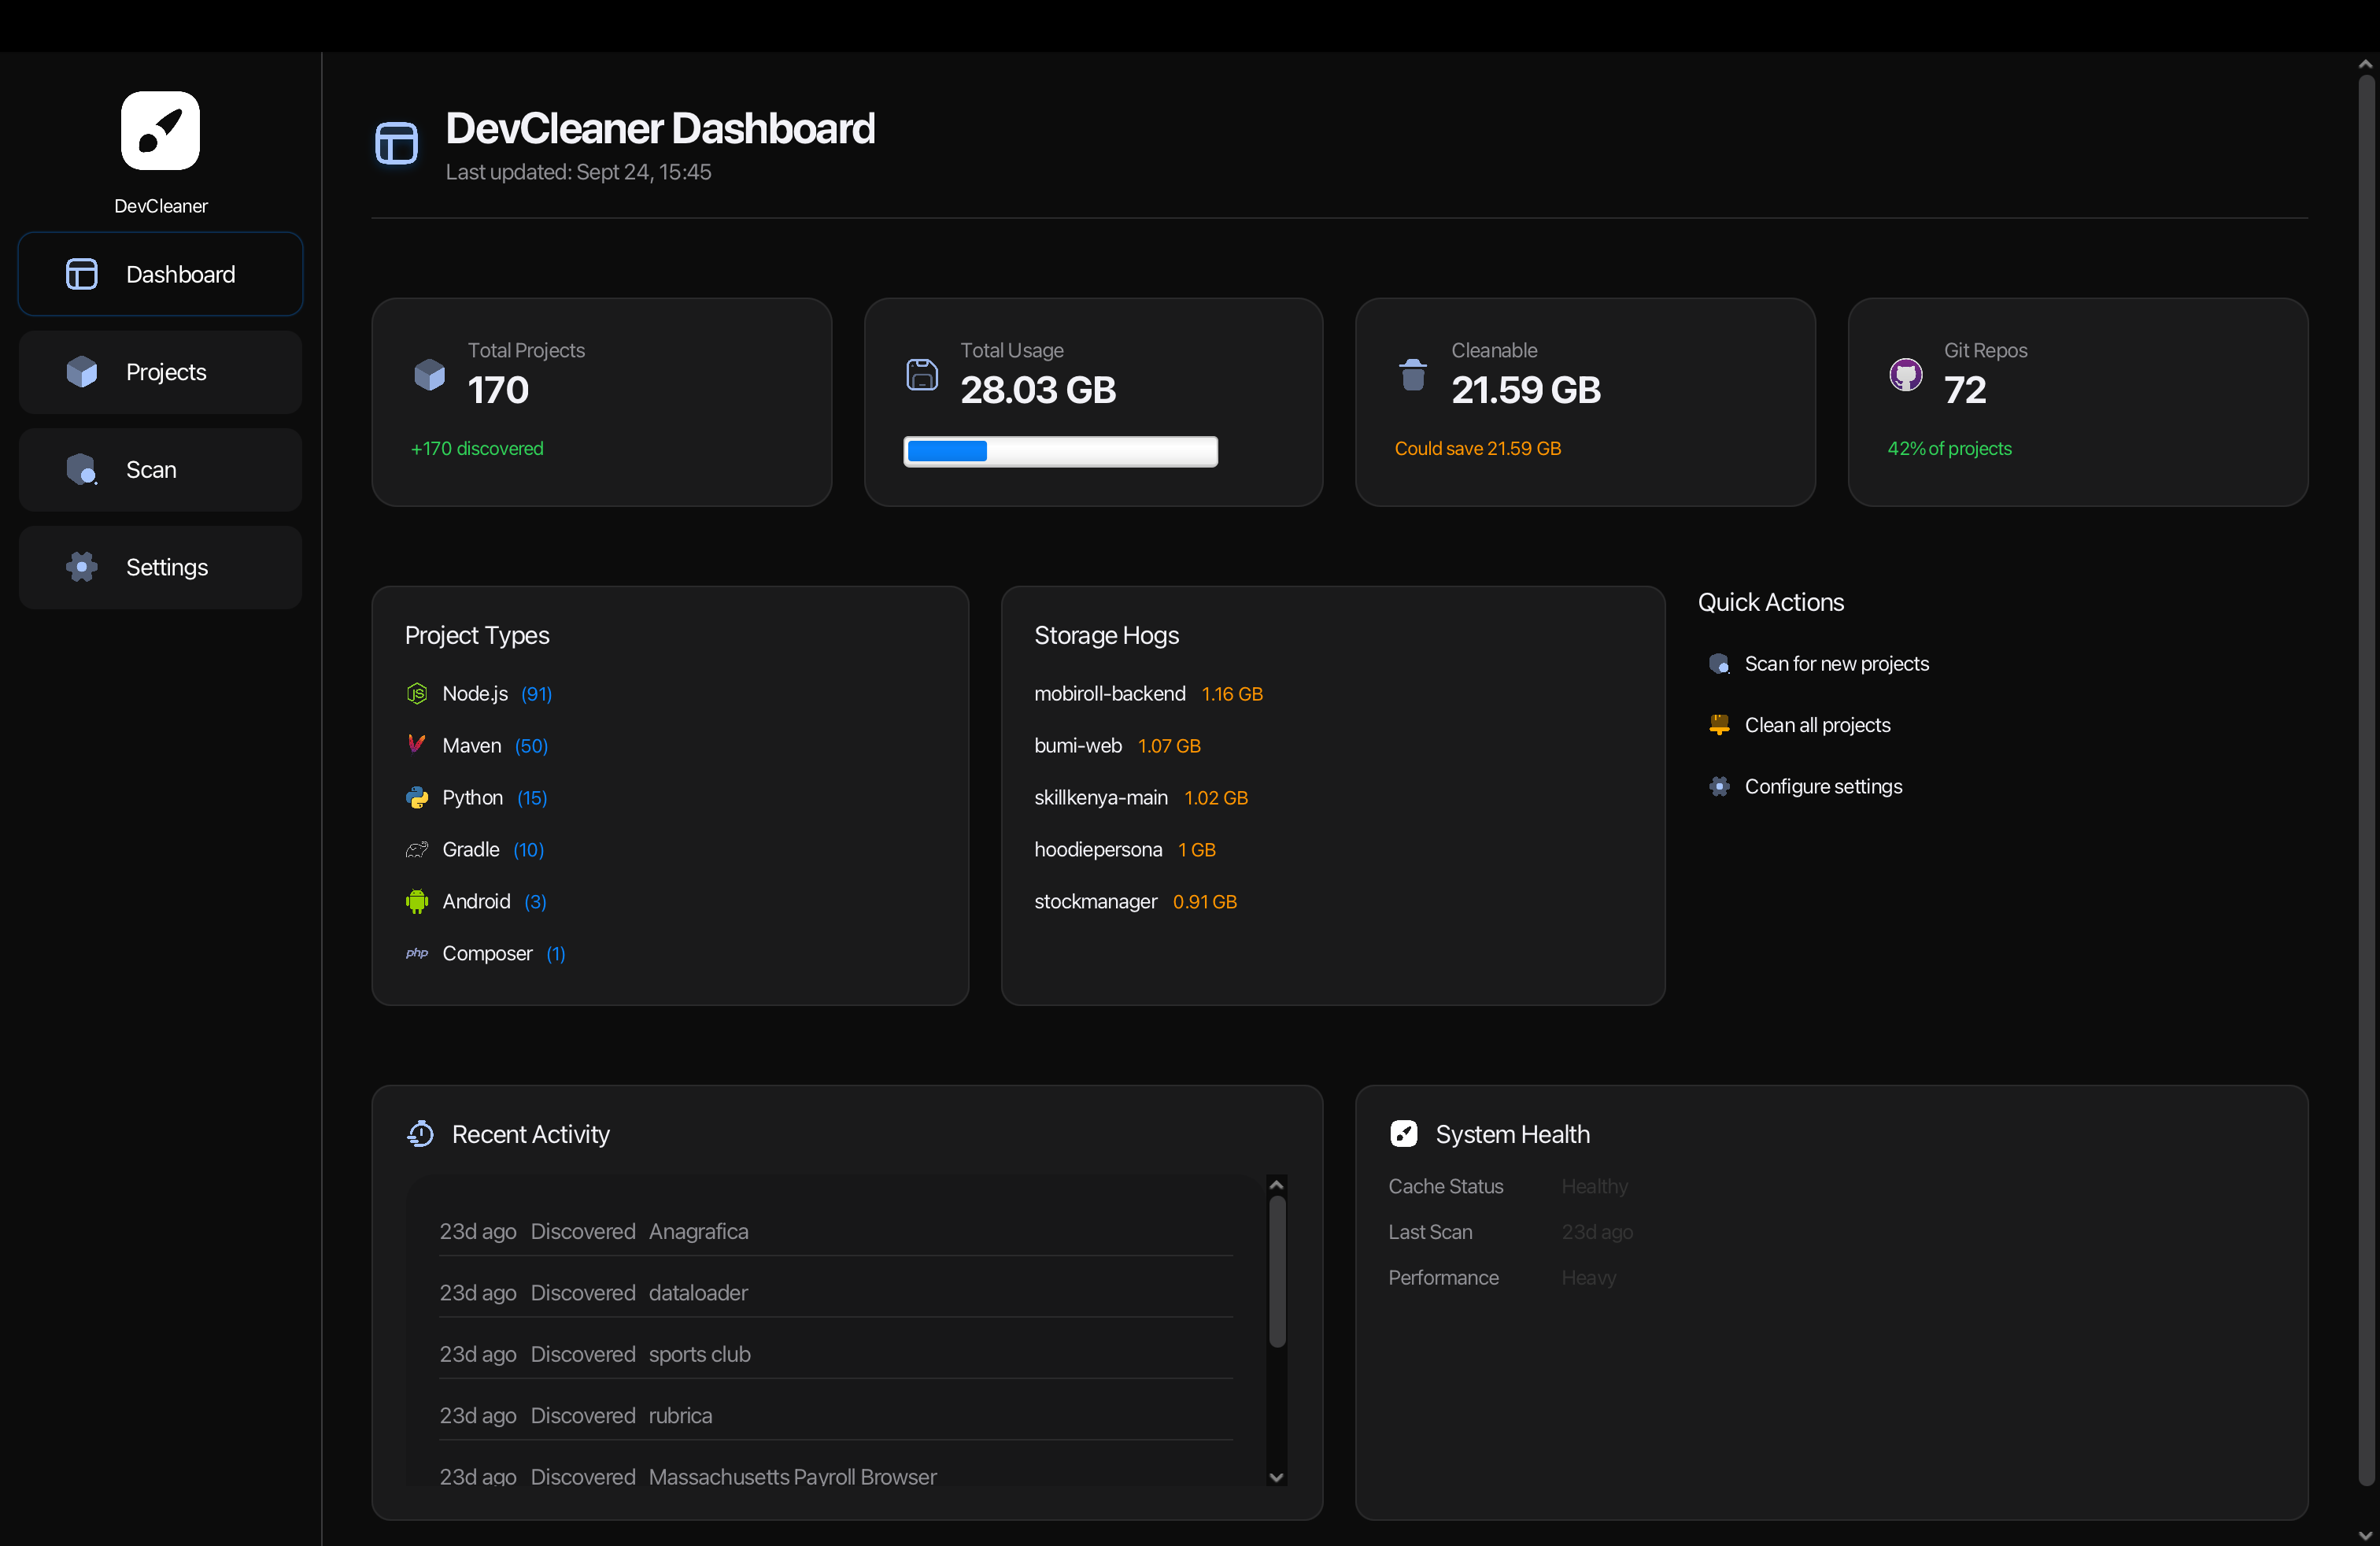 DevCleaner
Dashboard
Projects
Scan
Settings
DevCleaner Dashboard
Last updated: Sept 24, 15:45
Total Projects
170
+170 discovered
Total Usage
28.03 GB
Cleanable
21.59 GB
Could save 21.59 GB
Git Repos
72
42% of projects
Project Types
JS Node.js (91)
Maven (50)
Python (15)
Gradle (10)
Android (3)
php Composer (1)
Storage Hogs
mobiroll-backend 1.16 GB
bumi-web 1.07 GB
skillkenya-main 1.02 GB
hoodiepersona 1 GB
stockmanager 0.91 GB
Quick Actions
Scan for new projects
Clean all projects
Configure settings
Recent Activity
23d ago Discovered Anagrafica
23d ago Discovered dataloader
23d ago Discovered sports club
23d ago Discovered rubrica
23d ago Discovered Massachusetts Payroll Browser
System Health
Cache Status Healthy
Last Scan 23d ago
Performance Heavy